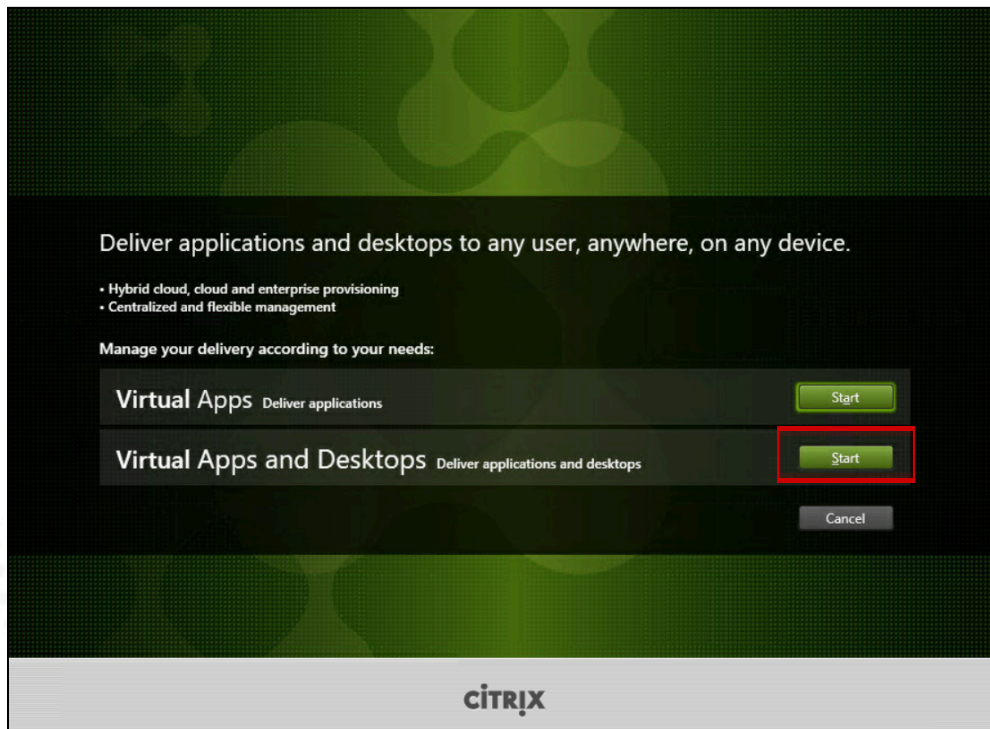 Deliver applications and desktops to any user, anywhere, on any device.
• Hybrid cloud, cloud and enterprise provisioning
• Centralized and flexible management
Manage your delivery according to your needs:
Virtual Apps Deliver applications Start
Virtual Apps and Desktops Deliver applications and desktops Start
Cancel
CİTRỊX